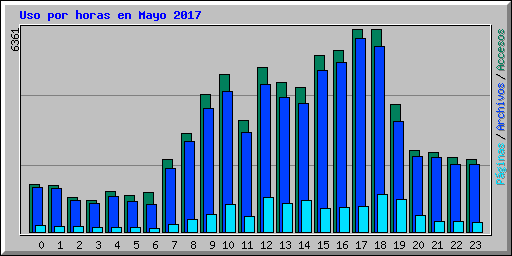 Uso por horas en Mayo 2017
6361
Páginas / Archivos / Accesos
0 1 2 3 4 5 6 7 8 9 10 11 12 13 14 15 16 17 18 19 20 21 22 23